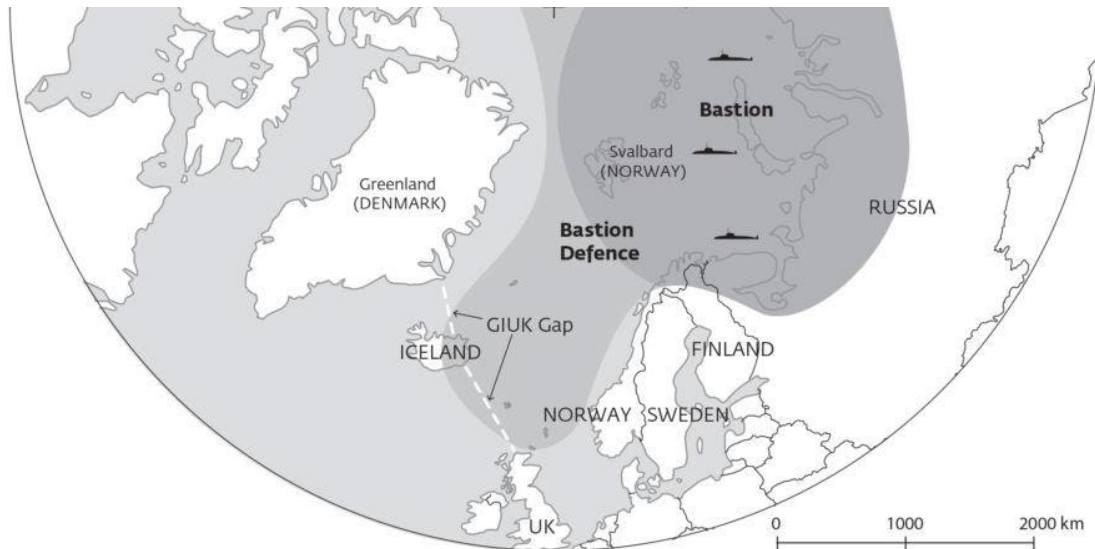 Bastion
Svalbard
(NORWAY)
Greenland
(DENMARK)
RUSSIA
Bastion
Defence
GIUK Gap
ICELAND
FINLAND
NORWAY
SWEDEN
UK
0
1000
2000 km